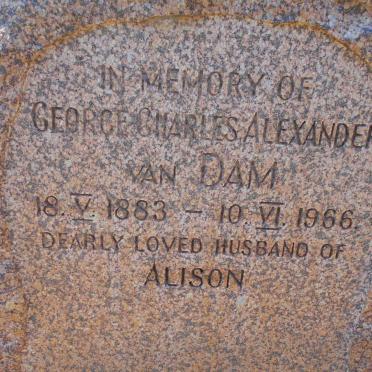 IN MEMORY OF
GEORGE CHARLES ALEXANDER
VAN DAM
18. V. 1883 – 10. VI. 1966.
DEARLY LOVED HUSBAND OF
ALISON